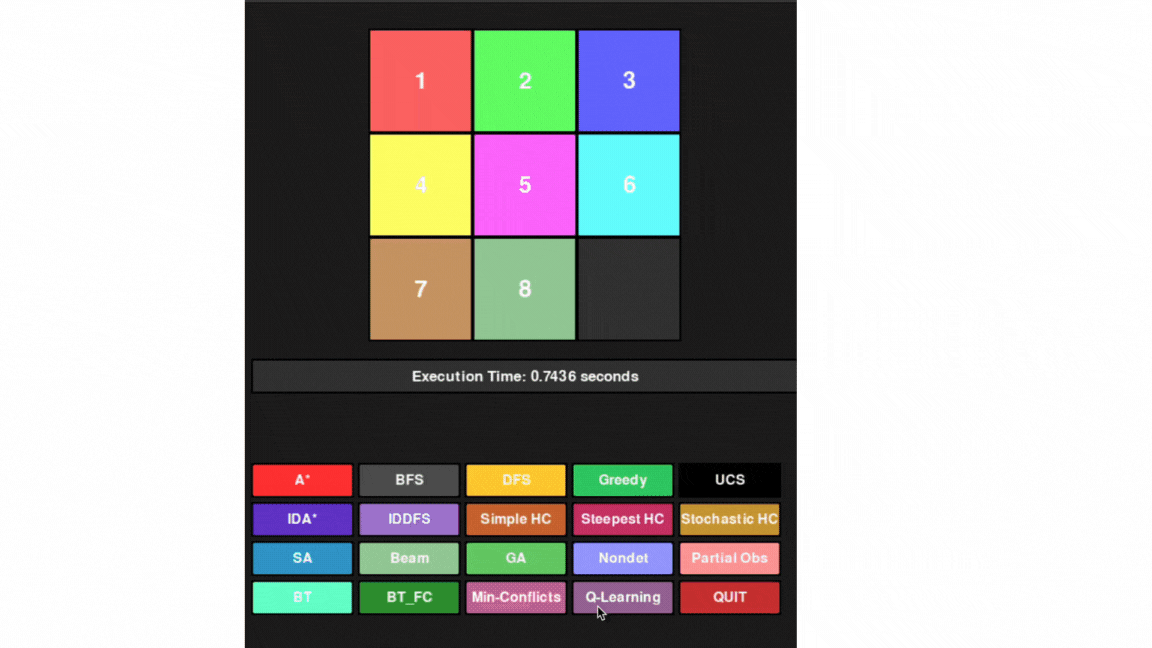 1 2 3
4 5 6
7 8
Execution Time: 0.7436 seconds
A* BFS DFS Greedy UCS
IDA* IDDFS Simple HC Steepest HC Stochastic HC
SA Beam GA Nondet Partial Obs
BT BT_FC Min-Conflicts Q-Learning QUIT